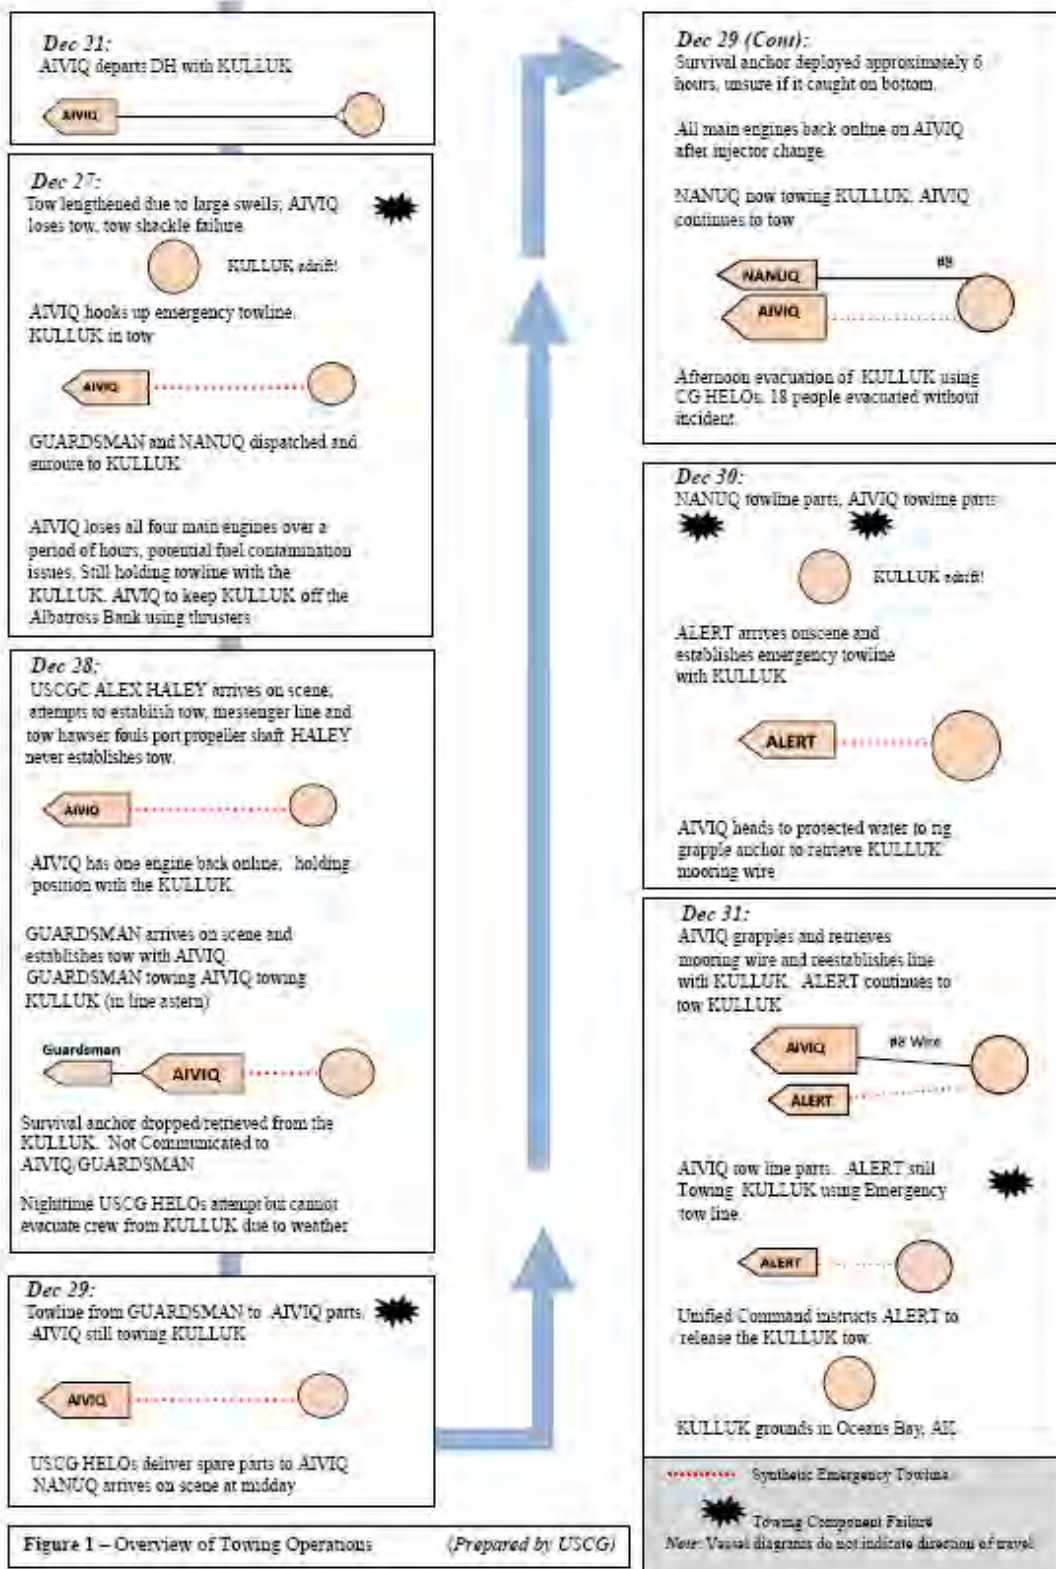 Dec 21:
AIVIQ departs DH with KULLUK
AIVIQ
Dec 27:
Tow lengthened due to large swells; AIVIQ
loses tow, tow shackle failure
KULLUK adrift!
AIVIQ hooks up emergency towline.
KULLUK in tow
AIVIQ
GUARDSMAN and NANUQ dispatched and
enroute to KULLUK
AIVIQ loses all four main engines over a
period of hours, potential fuel contamination
issues, Still holding towline with the
KULLUK. AIVIQ to keep KULLUK off the
Albatross Bank using thrusters
Dec 28:
USCGC ALEX HALEY arrives on scene,
attempts to establish tow, messenger line and
tow hawser fouls port propeller shaft. HALEY
never establishes tow.
AIVIQ
AIVIQ has one engine back online, holding
position with the KULLUK
GUARDSMAN arrives on scene and
establishes tow with AIVIQ.
GUARDSMAN towing AIVIQ towing
KULLUK (in line astern)
Guardsman
AIVIQ
Survival anchor dropped/retrieved from the
KULLUK. Not Communicated to
AIVIQ/GUARDSMAN
Nighttime USCG HELOs attempt but cannot
evacuate crew from KULLUK due to weather
Dec 29:
Towline from GUARDSMAN to AIVIQ parts.
AIVIQ still towing KULLUK
AIVIQ
USCG HELOs deliver spare parts to AIVIQ
NANUQ arrives on scene at midday
Figure 1 – Overview of Towing Operations (Prepared by USCG)
Dec 29 (Cont):
Survival anchor deployed approximately 6
hours, unsure if it caught on bottom.
All main engines back online on AIVIQ
after injector change
NANUQ now towing KULLUK. AIVIQ
continues to tow
NANUQ
#8
AIVIQ
Afternoon evacuation of KULLUK using
CG HELOs. 18 people evacuated without
incident.
Dec 30:
NANUQ towline parts, AIVIQ towline parts
KULLUK adrift!
ALERT arrives onscene and
establishes emergency towline
with KULLUK
ALERT
AIVIQ heads to protected water to rig
grapple anchor to retrieve KULLUK
mooring wire
Dec 31:
AIVIQ grapples and retrieves
mooring wire and reestablishes line
with KULLUK. ALERT continues to
tow KULLUK
AIVIQ
#8 Wire
ALERT
AIVIQ tow line parts. ALERT still
Towing KULLUK using Emergency
tow line.
ALERT
Unified Command instructs ALERT to
release the KULLUK tow.
KULLUK grounds in Oceans Bay, AK
Synthetic Emergency Towline
Towing Component Failure
Note: Vessel diagrams do not indicate direction of travel